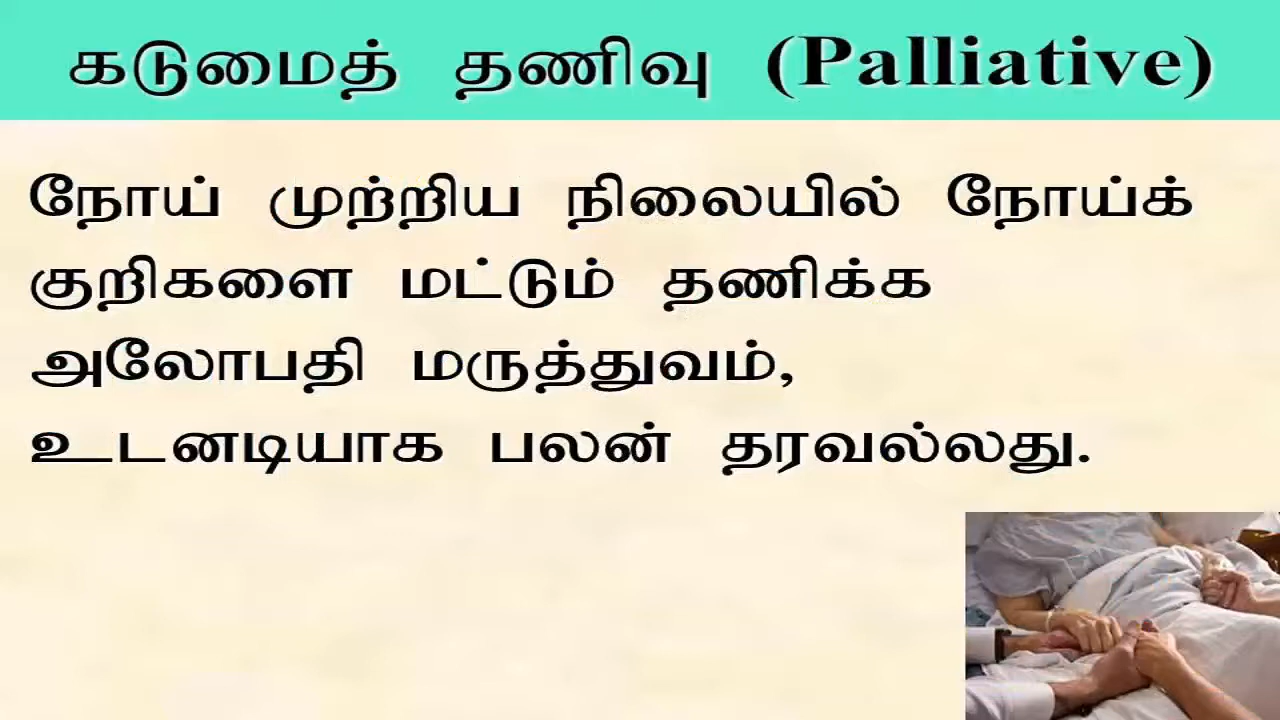 கடுமைத் தணிவு (Palliative)
நோய் முற்றிய நிலையில் நோய்க்
குறிகளை மட்டும் தணிக்க
அலோபதி மருத்துவம்,
உடனடியாக பலன் தரவல்லது.